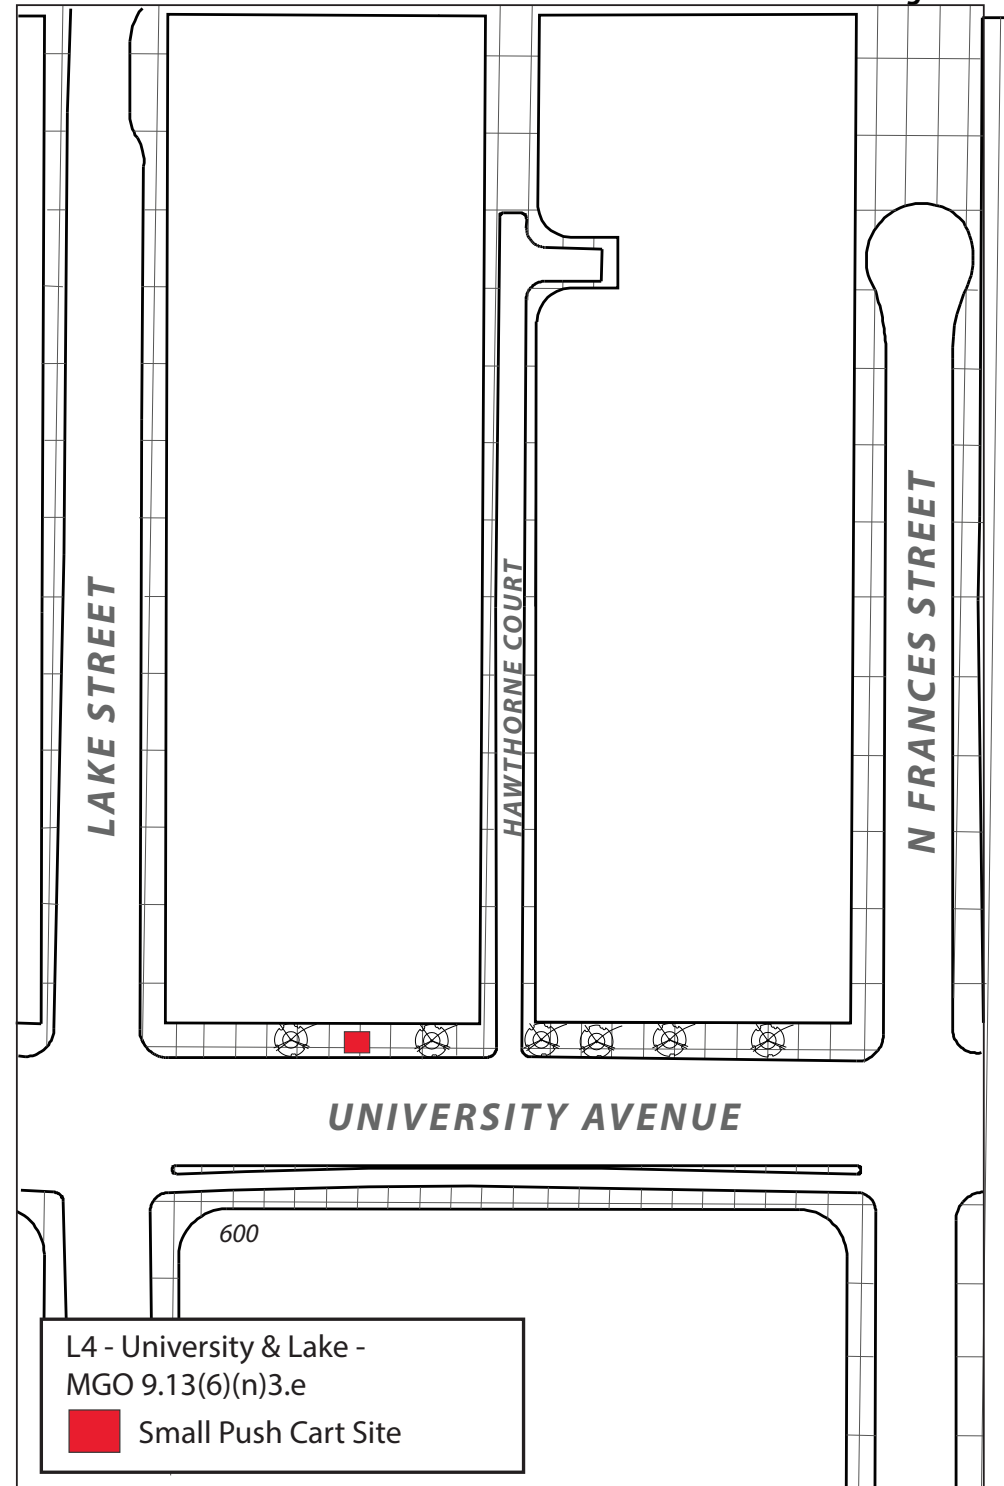 LAKE STREET
HAWTHORNE COURT
N FRANCES STREET
UNIVERSITY AVENUE
600
L4 - University & Lake -
MGO 9.13(6)(n)3.e
Small Push Cart Site